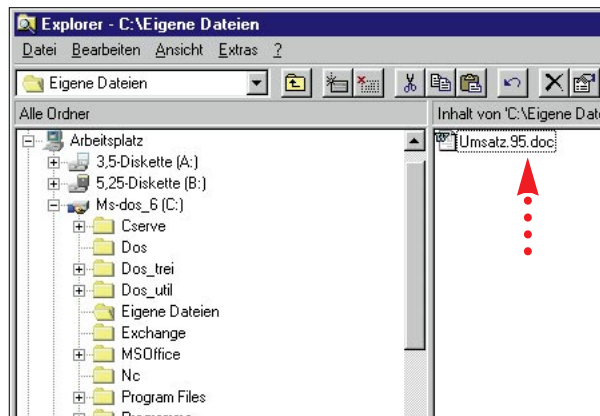 Explorer - C:\Eigene Dateien
Datei Bearbeiten Ansicht Extras ?
Eigene Dateien
Alle Ordner
Inhalt von 'C:\Eigene Date
Arbeitsplatz
3,5-Diskette (A:)
5,25-Diskette (B:)
Ms-dos_6 (C:)
Cserve
Dos
Dos_trei
Dos_util
Eigene Dateien
Exchange
MSOffice
Nc
Program Files
Umsatz.95.doc